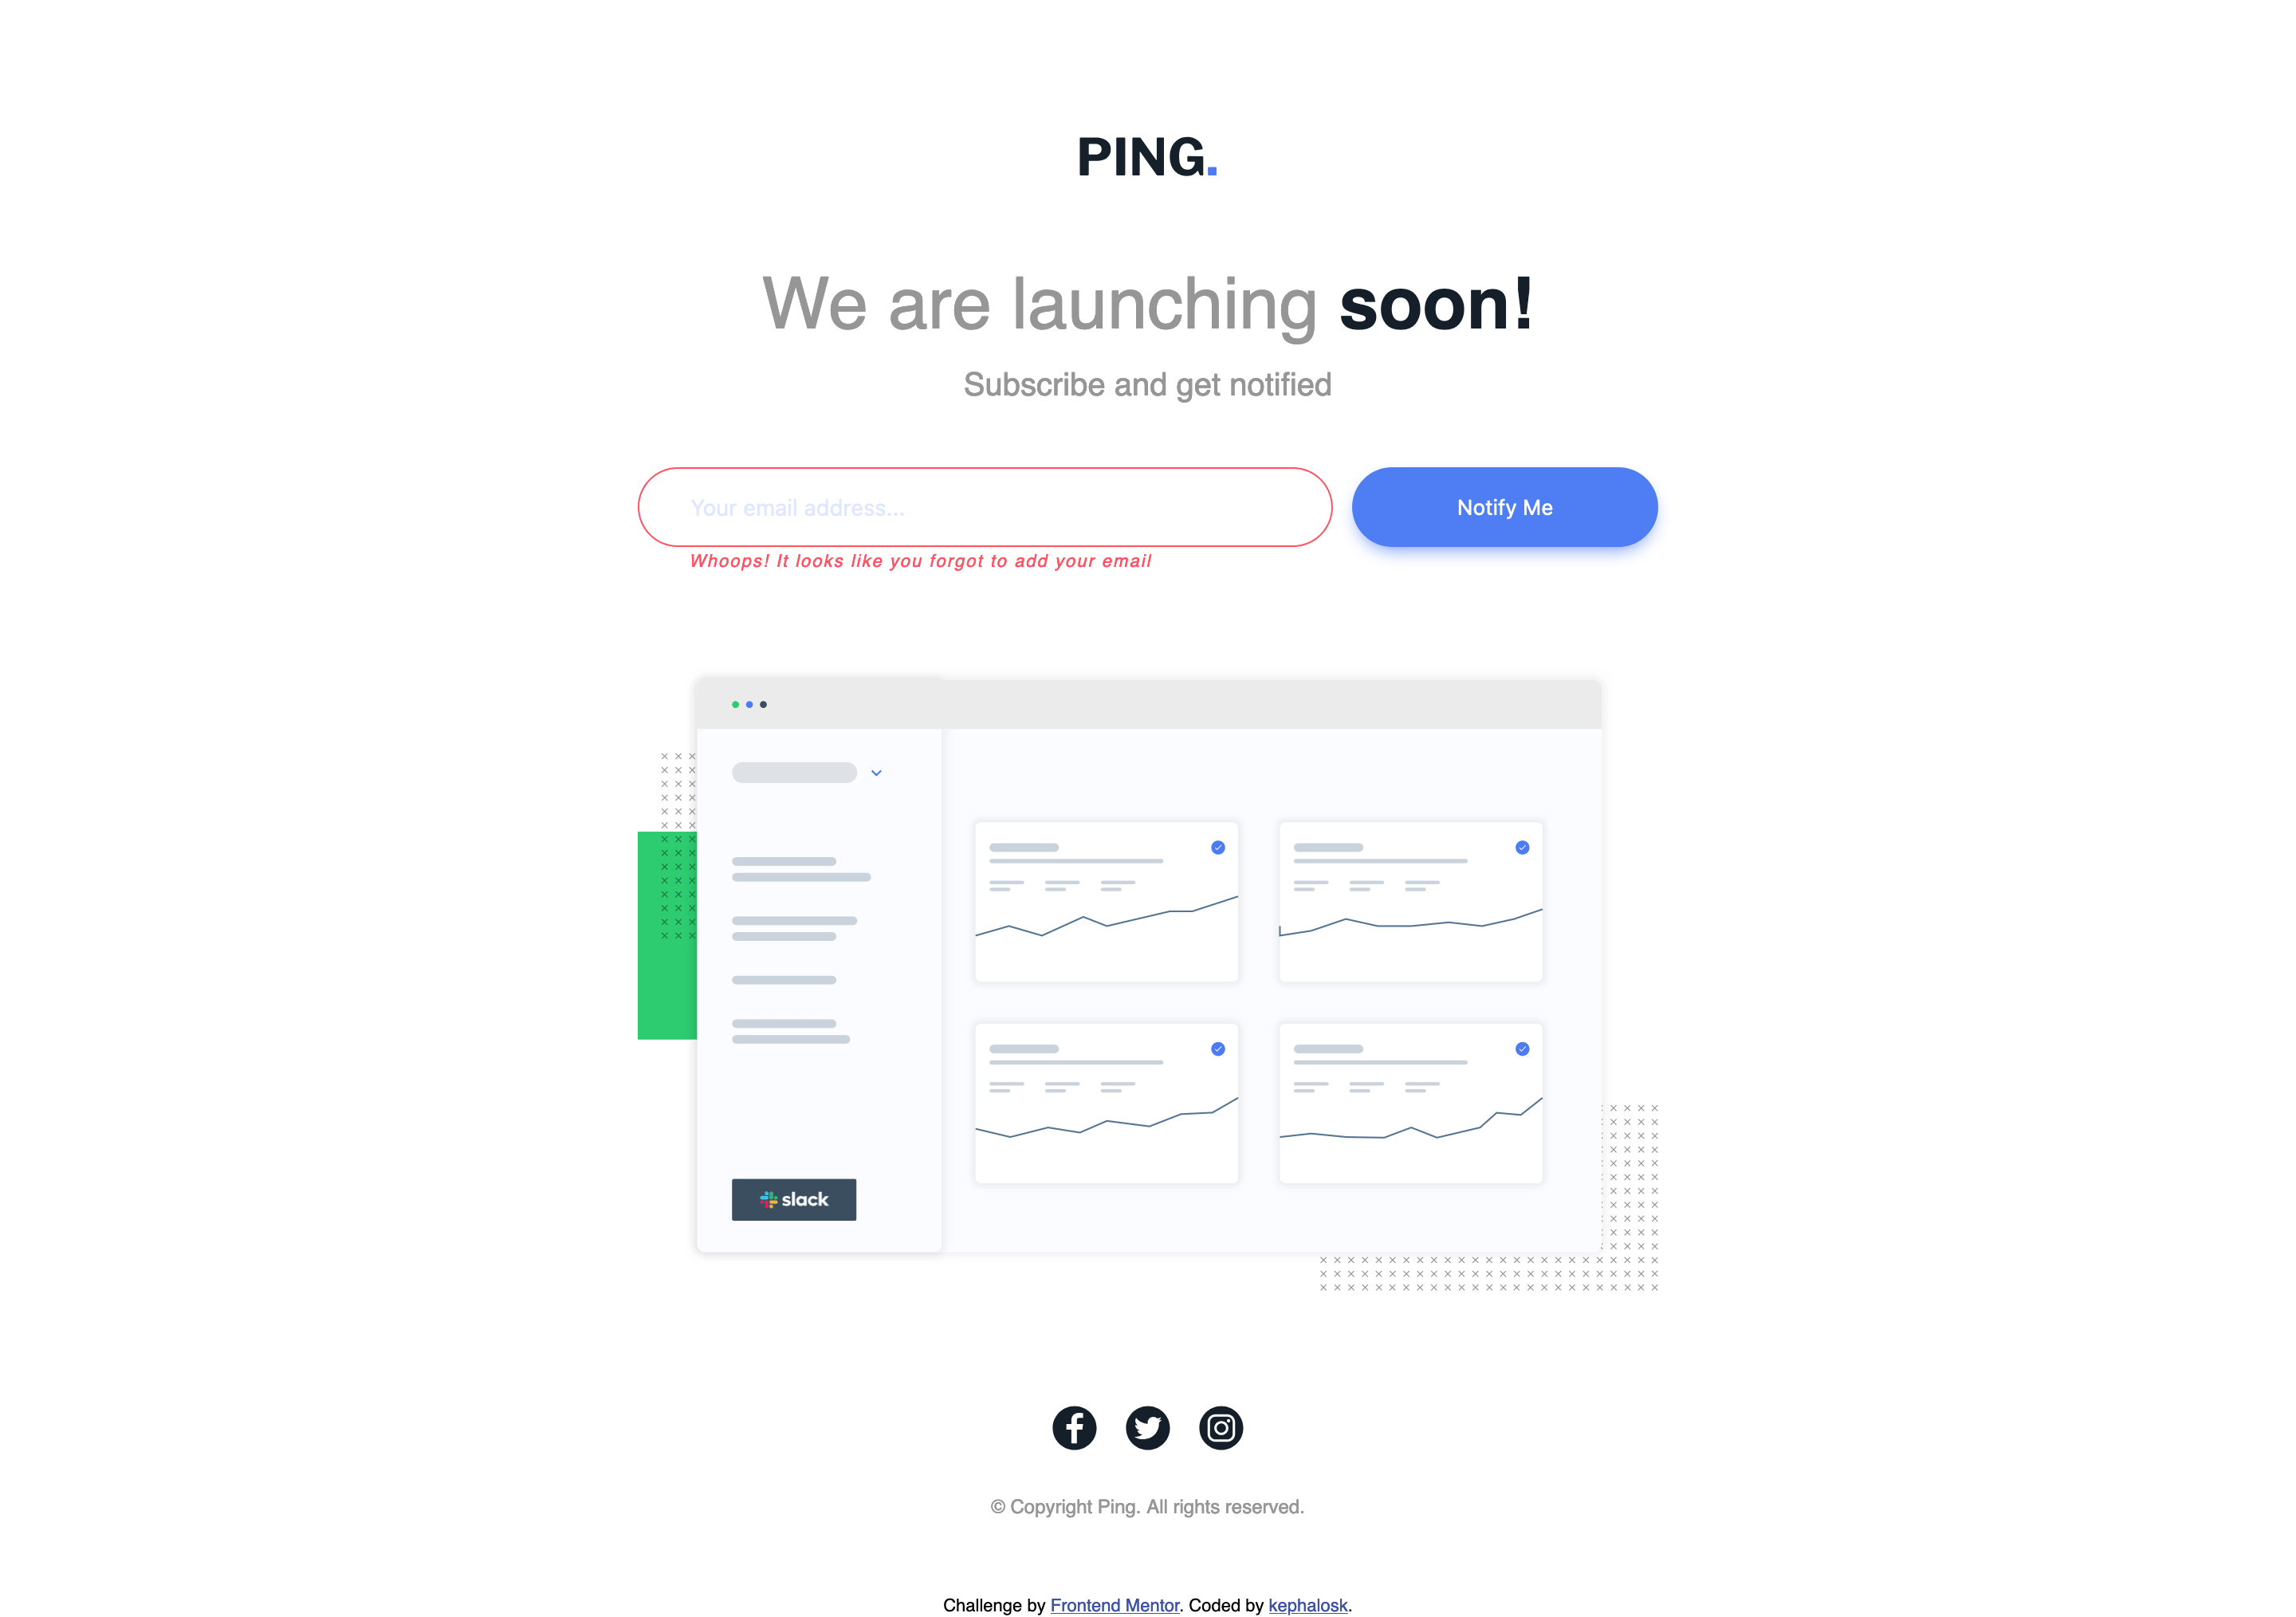 PING.
We are launching soon!
Subscribe and get notified
Your email address...
Notify Me
Whoops! It looks like you forgot to add your email
slack
© Copyright Ping. All rights reserved.
Challenge by Frontend Mentor. Coded by kephalosk.